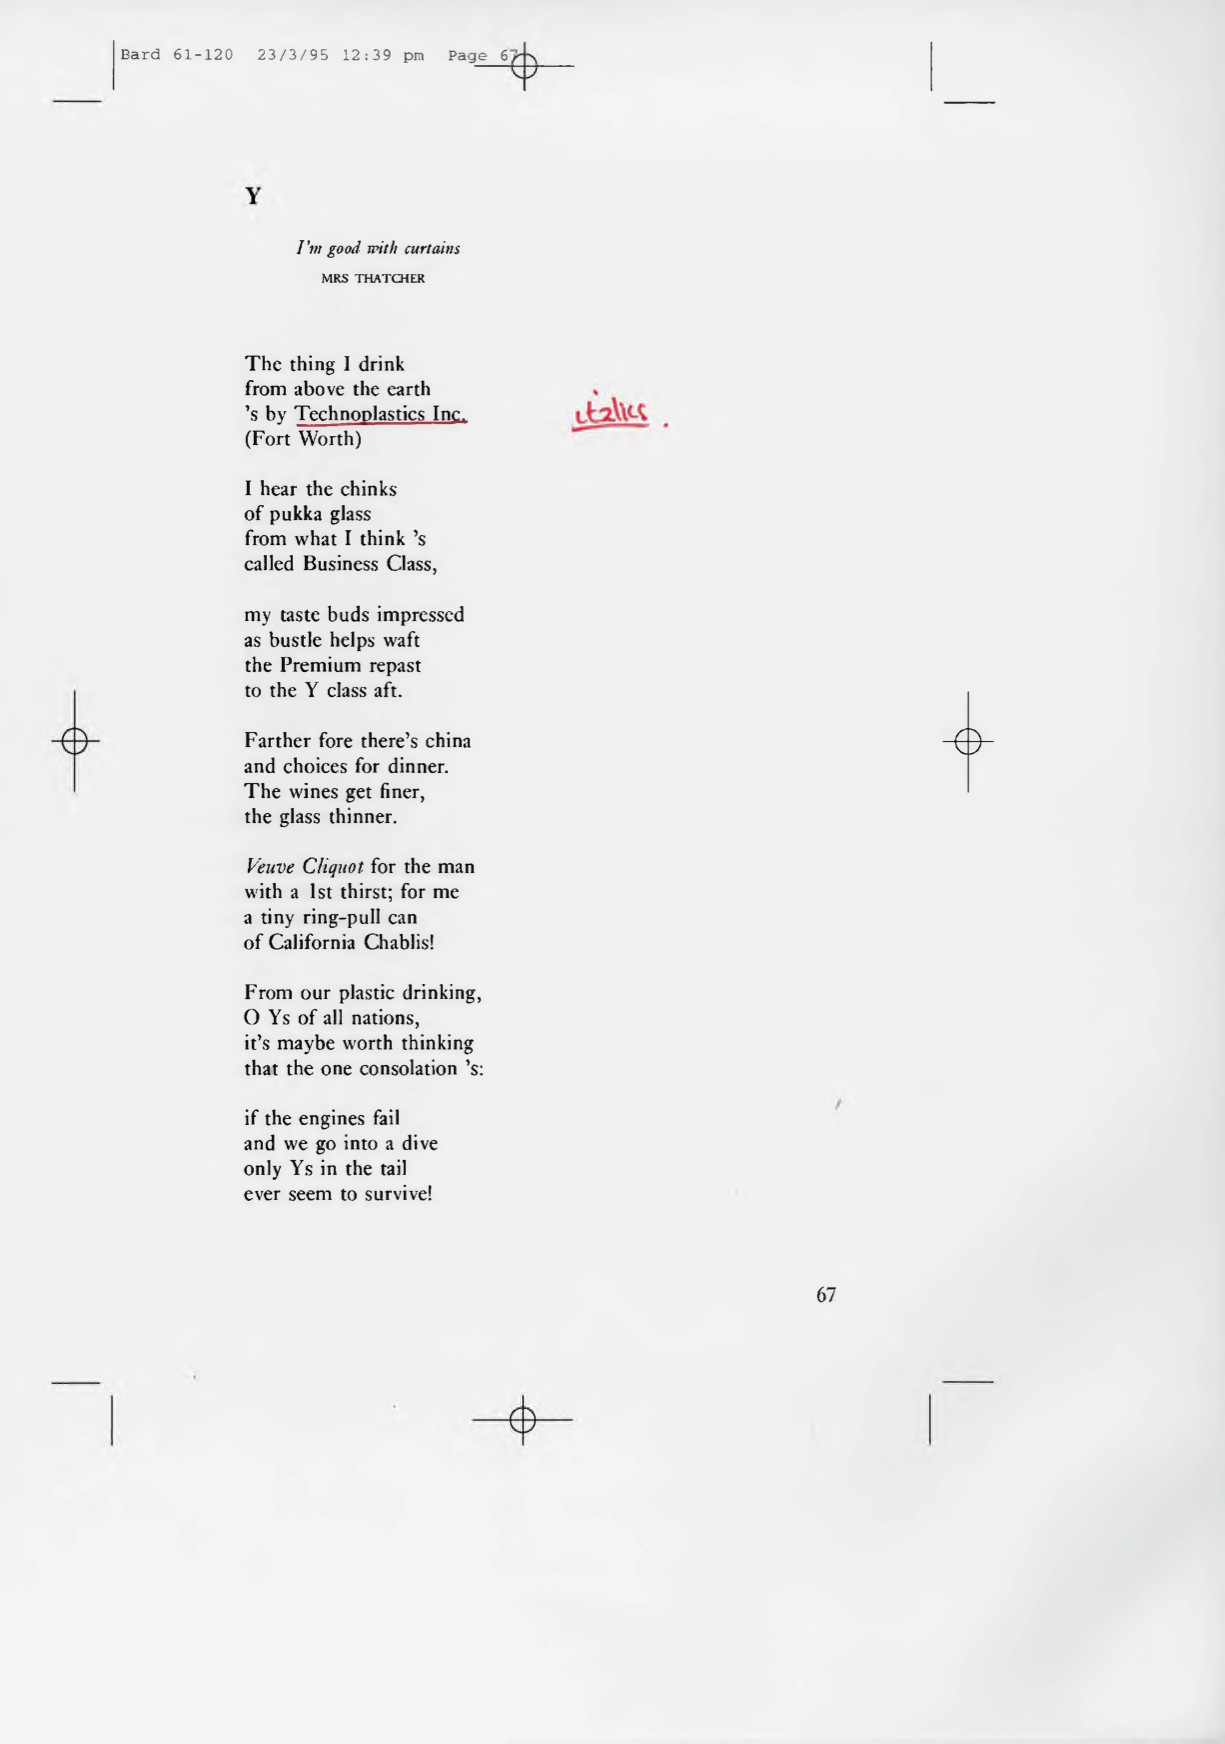 Bard 61-120 23/3/95 12:39 pm Page 67
Y
I'm good with curtains
MRS THATCHER
The thing I drink
from above the earth
's by Technoplastics Inc.
italics.
(Fort Worth)
I hear the chinks
of pukka glass
from what I think 's
called Business Class,
my taste buds impressed
as bustle helps waft
the Premium repast
to the Y class aft.
Farther fore there's china
and choices for dinner.
The wines get finer,
the glass thinner.
Veuve Cliquot for the man
with a 1st thirst; for me
a tiny ring-pull can
of California Chablis!
From our plastic drinking,
O Ys of all nations,
it's maybe worth thinking
that the one consolation 's:
if the engines fail
and we go into a dive
only Ys in the tail
ever seem to survive!
67